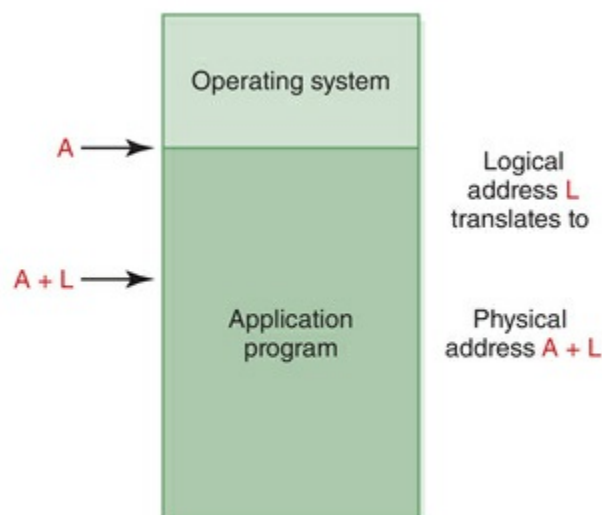 Operating system
A
Logical
address L
translates to
A + L
Application
program
Physical
address A + L